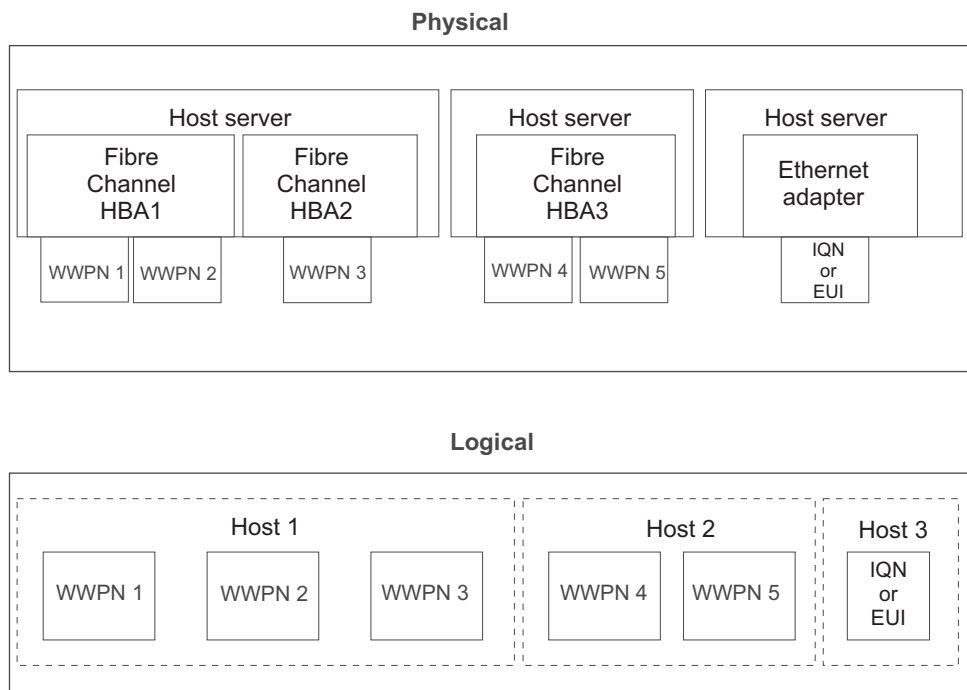 Physical
Host server
Fibre
Channel
HBA1
Fibre
Channel
HBA2
WWPN 1
WWPN 2
WWPN 3
Host server
Fibre
Channel
HBA3
WWPN 4
WWPN 5
Host server
Ethernet
adapter
IQN
or
EUI
Logical
Host 1
WWPN 1
WWPN 2
WWPN 3
Host 2
WWPN 4
WWPN 5
Host 3
IQN
or
EUI